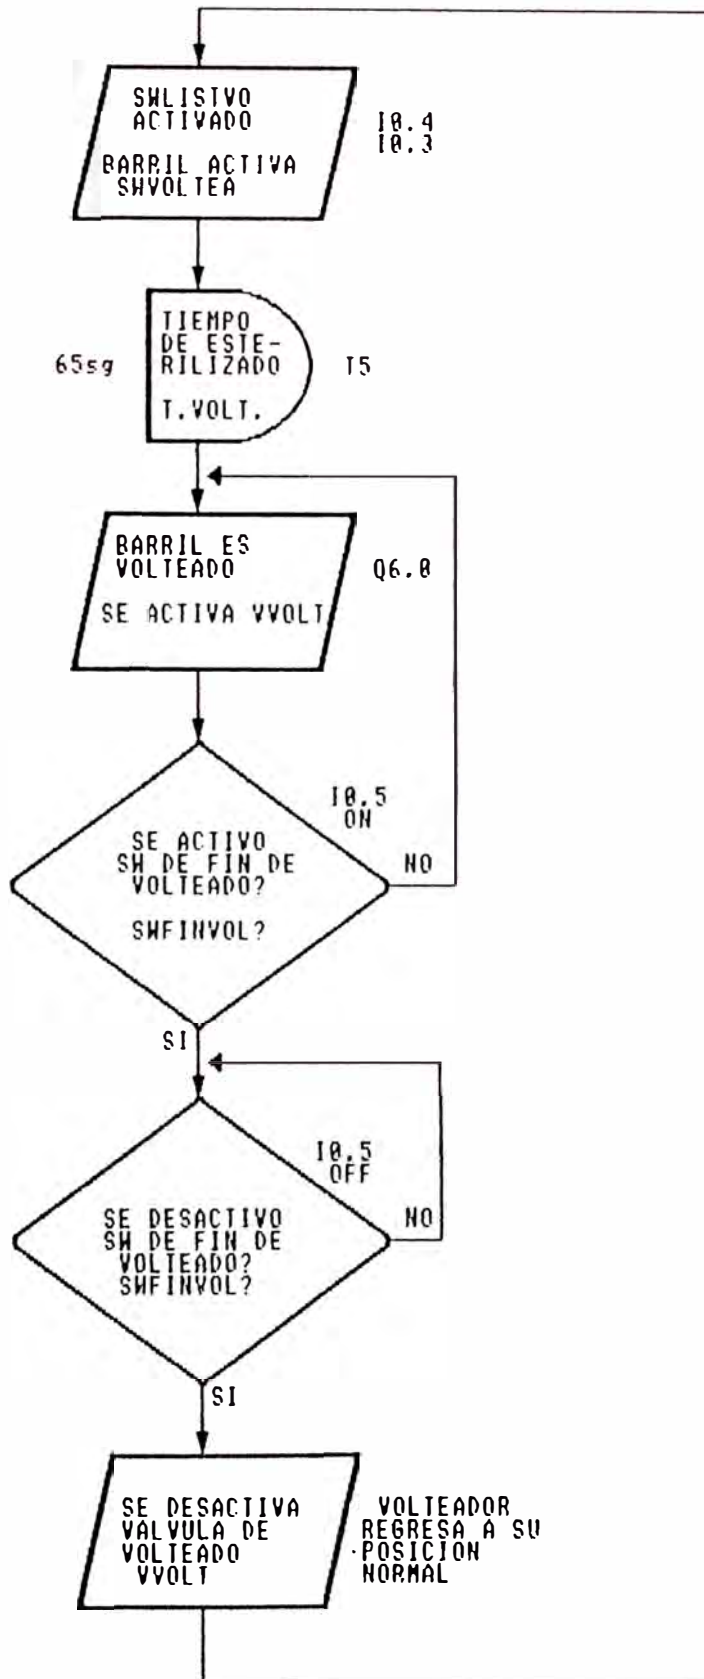 SWLISTVO
ACTIVADO
BARRIL ACTIVA
SWVOLTEA
I0.4
I0.3
TIEMPO
DE ESTE-
RILIZADO
T.VOLT.
65sg
T5
BARRIL ES
VOLTEADO
SE ACTIVA VVOLT
Q6.0
I0.5
ON
SE ACTIVO
SW DE FIN DE
VOLTEADO?
SWFINVOL?
NO
SI
I0.5
OFF
SE DESACTIVO
SW DE FIN DE
VOLTEADO?
SWFINVOL?
NO
SI
SE DESACTIVA
VALVULA DE
VOLTEADO
VVOLT
VOLTEADOR
REGRESA A SU
POSICION
NORMAL